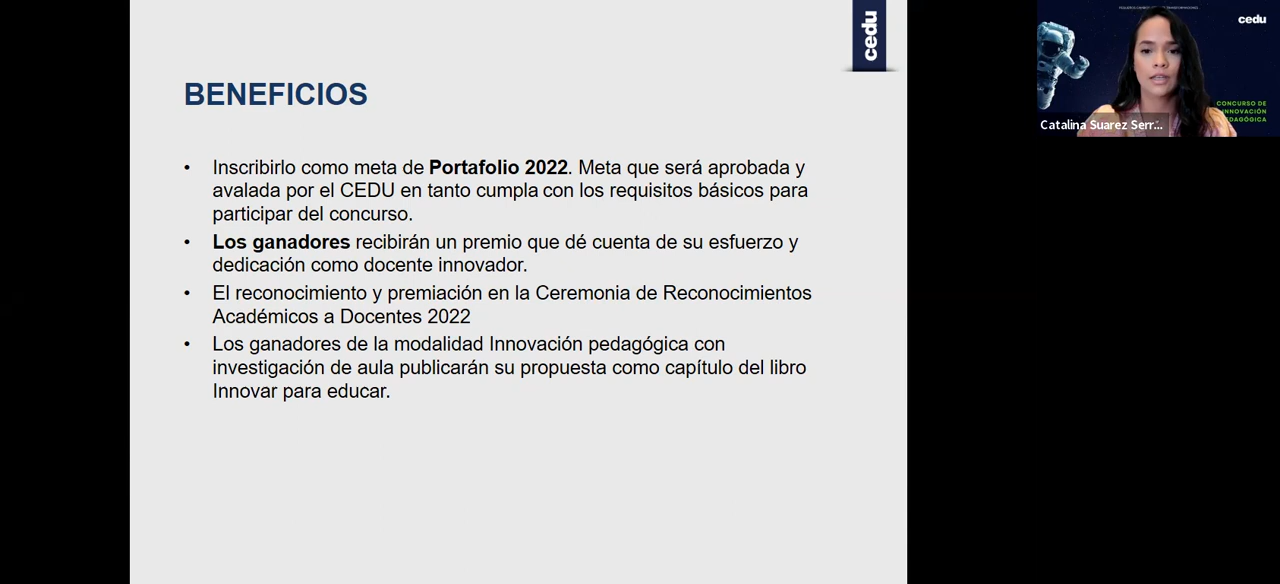 cedu
BENEFICIOS
• Inscribirlo como meta de Portafolio 2022. Meta que será aprobada y
avalada por el CEDU en tanto cumpla con los requisitos básicos para
participar del concurso.
• Los ganadores recibirán un premio que dé cuenta de su esfuerzo y
dedicación como docente innovador.
• El reconocimiento y premiación en la Ceremonia de Reconocimientos
Académicos a Docentes 2022
• Los ganadores de la modalidad Innovación pedagógica con
investigación de aula publicarán su propuesta como capítulo del libro
Innovar para educar.
cedu
CONCURSO DE
INNOVACIÓN
PEDAGÓGICA
Catalina Suarez Serr...